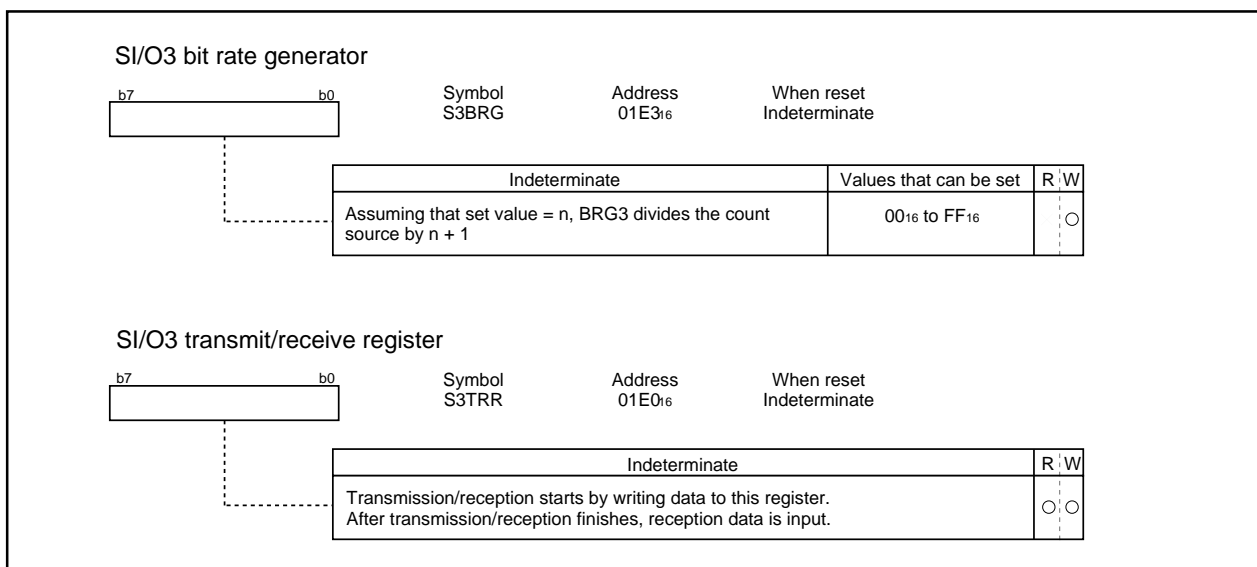 SI/O3 bit rate generator
b7 b0 Symbol Address When reset
S3BRG 01E3₁₆ Indeterminate
Indeterminate Values that can be set R W
Assuming that set value = n, BRG3 divides the count 00₁₆ to FF₁₆
source by n + 1
SI/O3 transmit/receive register
b7 b0 Symbol Address When reset
S3TRR 01E0₁₆ Indeterminate
Indeterminate R W
Transmission/reception starts by writing data to this register.
After transmission/reception finishes, reception data is input.